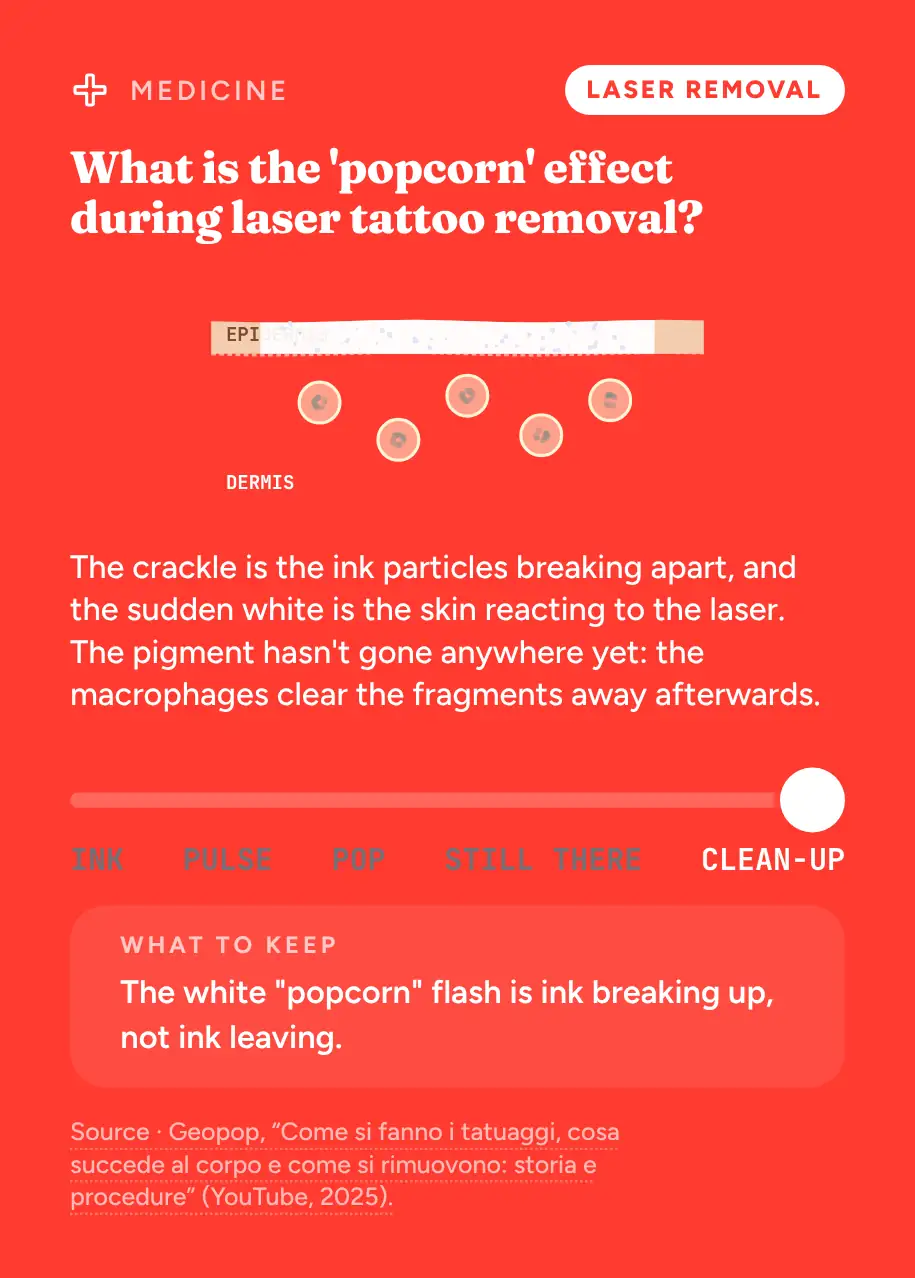 MEDICINE
LASER REMOVAL
What is the 'popcorn' effect
during laser tattoo removal?
EPIDERMIS
DERMIS
The crackle is the ink particles breaking apart, and
the sudden white is the skin reacting to the laser.
The pigment hasn't gone anywhere yet: the
macrophages clear the fragments away afterwards.
INK PULSE POP STILL THERE CLEAN-UP
WHAT TO KEEP
The white "popcorn" flash is ink breaking up,
not ink leaving.
Source · Geopop, “Come si fanno i tatuaggi, cosa
succede al corpo e come si rimuovono: storia e
procedure” (YouTube, 2025).